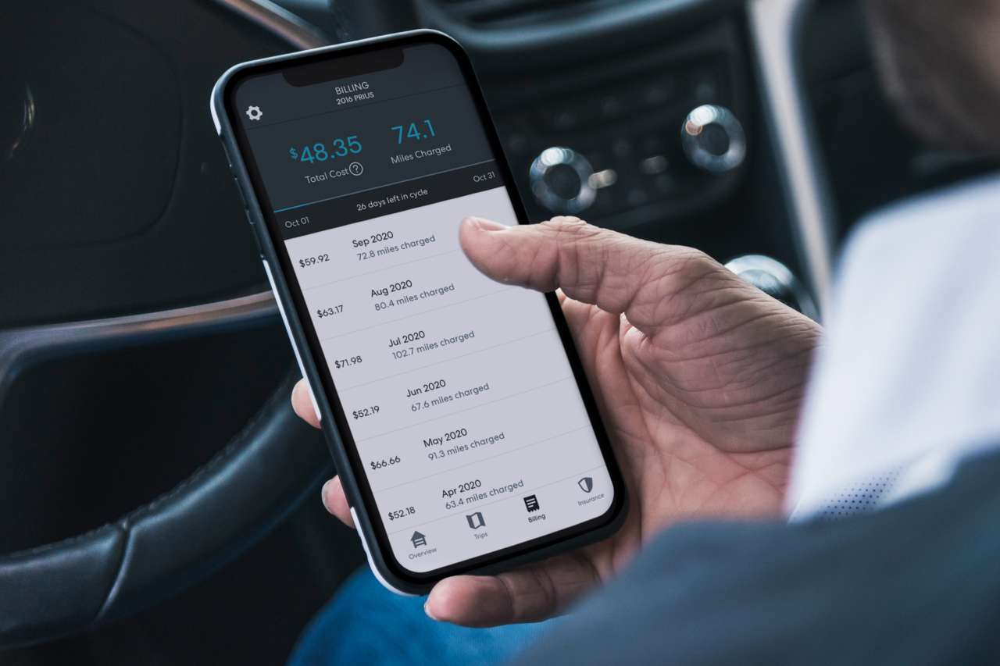 BILLING
2016 PRIUS
$48.35
Total Cost ?
74.1
Miles Charged
Oct 01
26 days left in cycle
Oct 31
$59.92
Sep 2020
72.8 miles charged
$63.17
Aug 2020
80.4 miles charged
$71.98
Jul 2020
102.7 miles charged
$52.19
Jun 2020
67.6 miles charged
$66.66
May 2020
91.3 miles charged
$52.18
Apr 2020
63.4 miles charged
Overview
Trips
Billing
Insurance